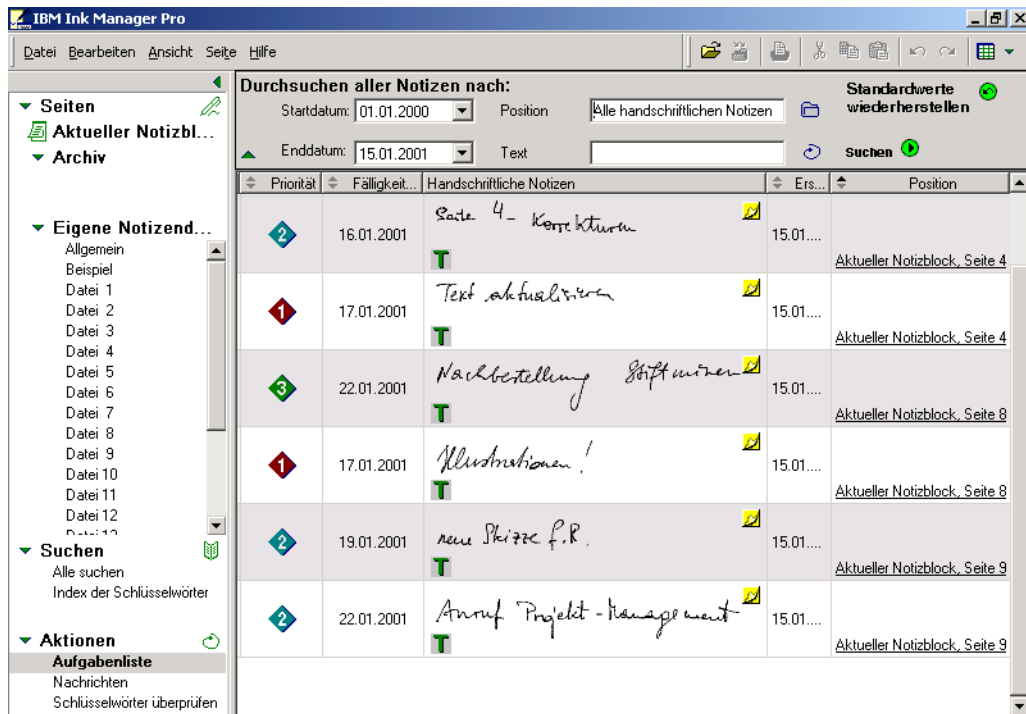 IBM Ink Manager Pro
Datei Bearbeiten Ansicht Seite Hilfe
Seiten
Aktueller Notizbl...
Archiv
Eigene Notizend...
Allgemein
Beispiel
Datei 1
Datei 2
Datei 3
Datei 4
Datei 5
Datei 6
Datei 7
Datei 8
Datei 9
Datei 10
Datei 11
Datei 12
Suchen
Alle suchen
Index der Schlüsselwörter
Aktionen
Aufgabenliste
Nachrichten
Schlüsselwörter überprüfen
Durchsuchen aller Notizen nach:
Startdatum: 01.01.2000 Position Alle handschriftlichen Notizen
Enddatum: 15.01.2001 Text
Standardwerte
wiederherstellen
Suchen
Priorität Fälligkeit... Handschriftliche Notizen Ers... Position
2 16.01.2001 Seite 4 - Korrekturen 15.01....
T Aktueller Notizblock, Seite 4
1 17.01.2001 Text aktualisieren 15.01....
T Aktueller Notizblock, Seite 4
3 22.01.2001 Nachbestellung Stiftminen 15.01....
T Aktueller Notizblock, Seite 8
1 17.01.2001 Illustrationen! 15.01....
T Aktueller Notizblock, Seite 8
2 19.01.2001 neue Skizze f.R. 15.01....
T Aktueller Notizblock, Seite 9
2 22.01.2001 Anruf Projekt-Management 15.01....
T Aktueller Notizblock, Seite 9